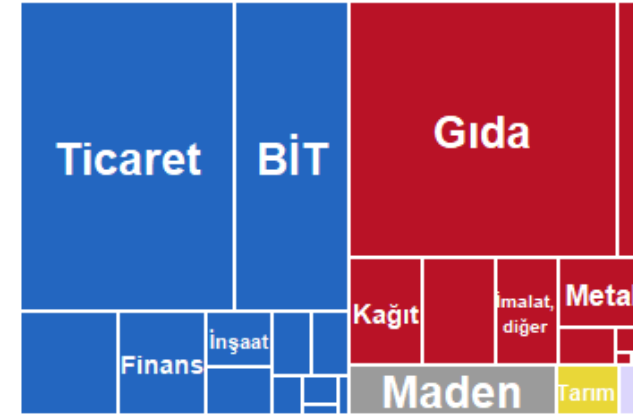 Ticaret
BİT
Gıda
Kağıt
İmalat,
diğer
Metal
İnşaat
Finans
Maden
Tarım